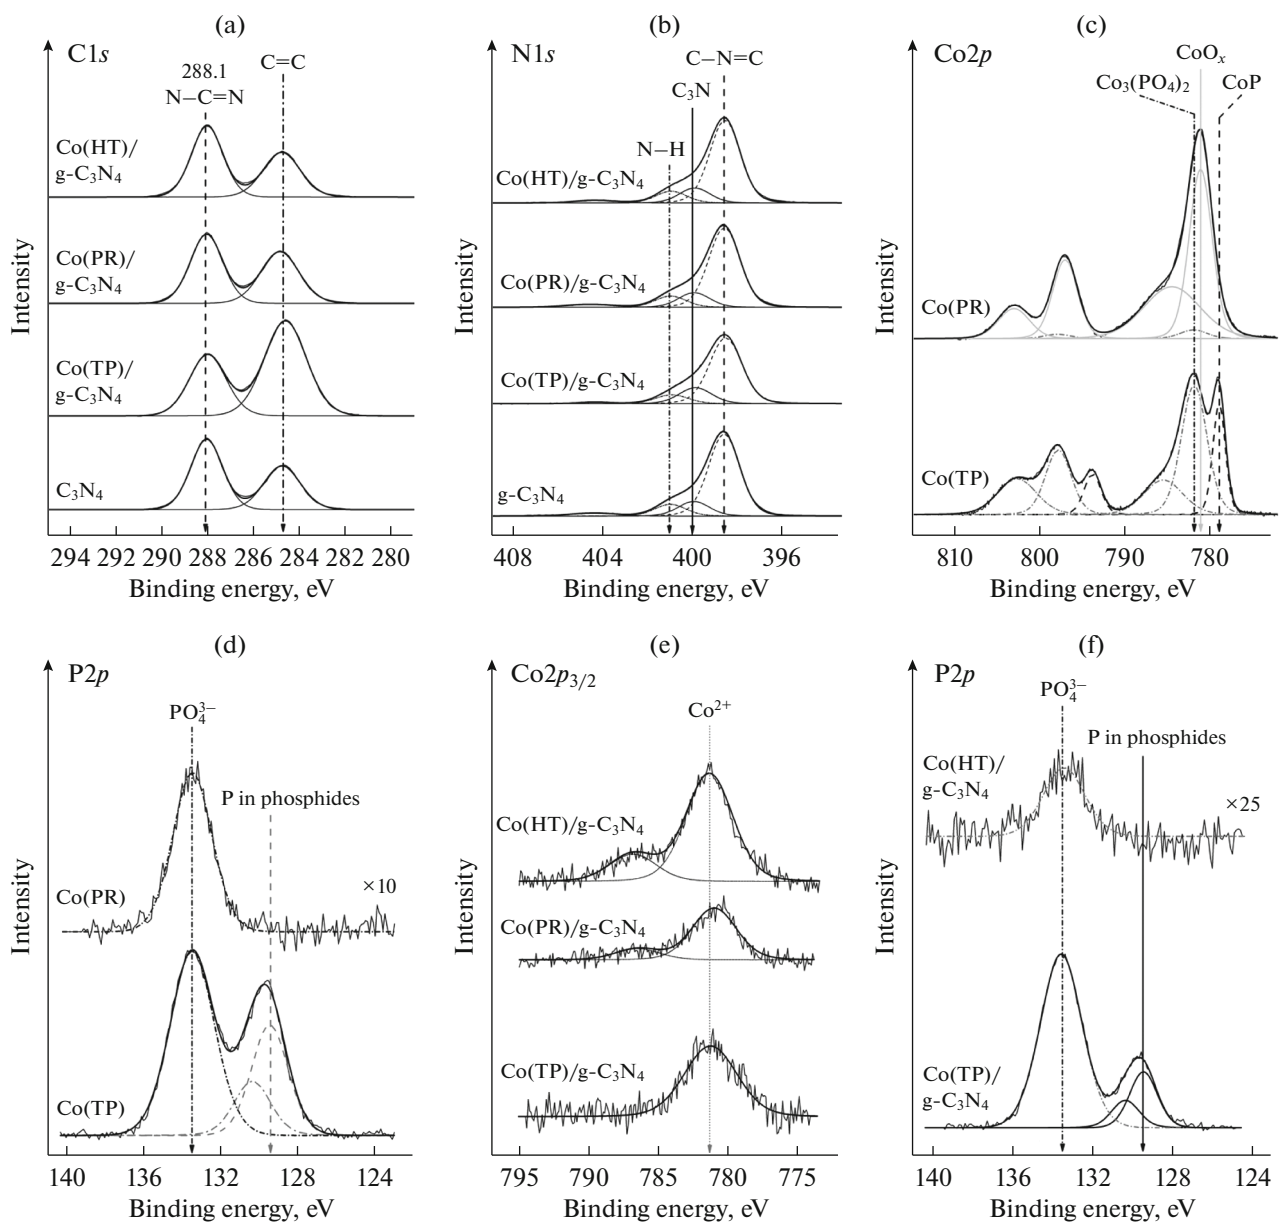 (a)
C1s
C=C
288.1
N–C=N
Co(HT)/
g-C₃N₄
Co(PR)/
g-C₃N₄
Co(TP)/
g-C₃N₄
C₃N₄
Intensity
294 292 290 288 286 284 282 280
Binding energy, eV
(b)
N1s
C–N=C
C₃N
N–H
Co(HT)/g-C₃N₄
Co(PR)/g-C₃N₄
Co(TP)/g-C₃N₄
g-C₃N₄
Intensity
408 404 400 396
Binding energy, eV
(c)
Co2p
CoOₓ
Co₃(PO₄)₂
CoP
Co(PR)
Co(TP)
Intensity
810 800 790 780
Binding energy, eV
(d)
P2p
PO₄³⁻
P in phosphides
×10
Co(PR)
Co(TP)
Intensity
140 136 132 128 124
Binding energy, eV
(e)
Co2p₃/₂
Co²⁺
Co(HT)/g-C₃N₄
Co(PR)/g-C₃N₄
Co(TP)/g-C₃N₄
Intensity
795 790 785 780 775
Binding energy, eV
(f)
P2p
PO₄³⁻
P in phosphides
Co(HT)/
g-C₃N₄
×25
Co(TP)/
g-C₃N₄
Intensity
140 136 132 128 124
Binding energy, eV